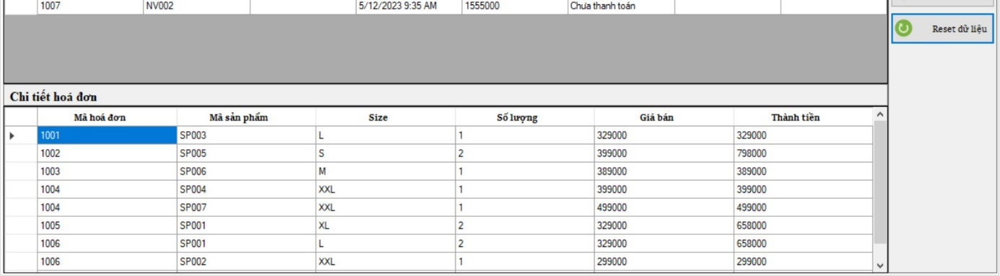 1007 NV002 5/12/2023 9:35 AM 1555000 Chưa thanh toán
Reset dữ liệu
Chi tiết hoá đơn
Mã hoá đơn Mã sản phẩm Size Số lượng Giá bán Thành tiền
1001 SP003 L 1 329000 329000
1002 SP005 S 2 399000 798000
1003 SP006 M 1 389000 389000
1004 SP004 XXL 1 399000 399000
1004 SP007 XXL 1 499000 499000
1005 SP001 XL 2 329000 658000
1006 SP001 L 2 329000 658000
1006 SP002 XXL 1 299000 299000